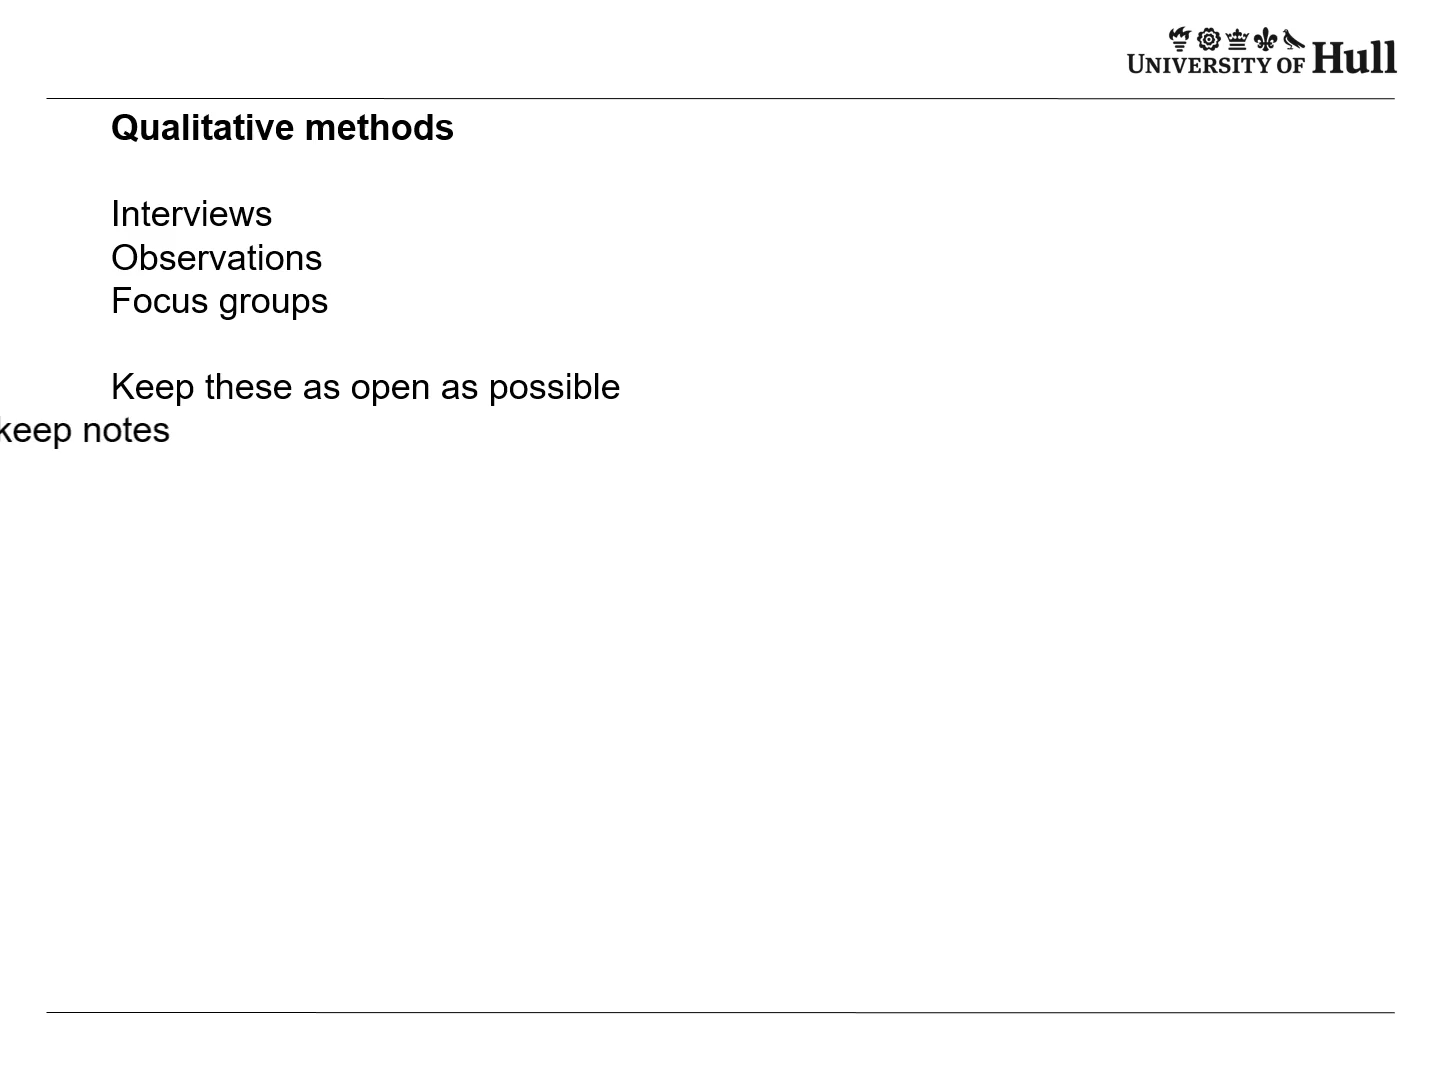 UNIVERSITY OF Hull
Qualitative methods
Interviews
Observations
Focus groups
Keep these as open as possible
keep notes